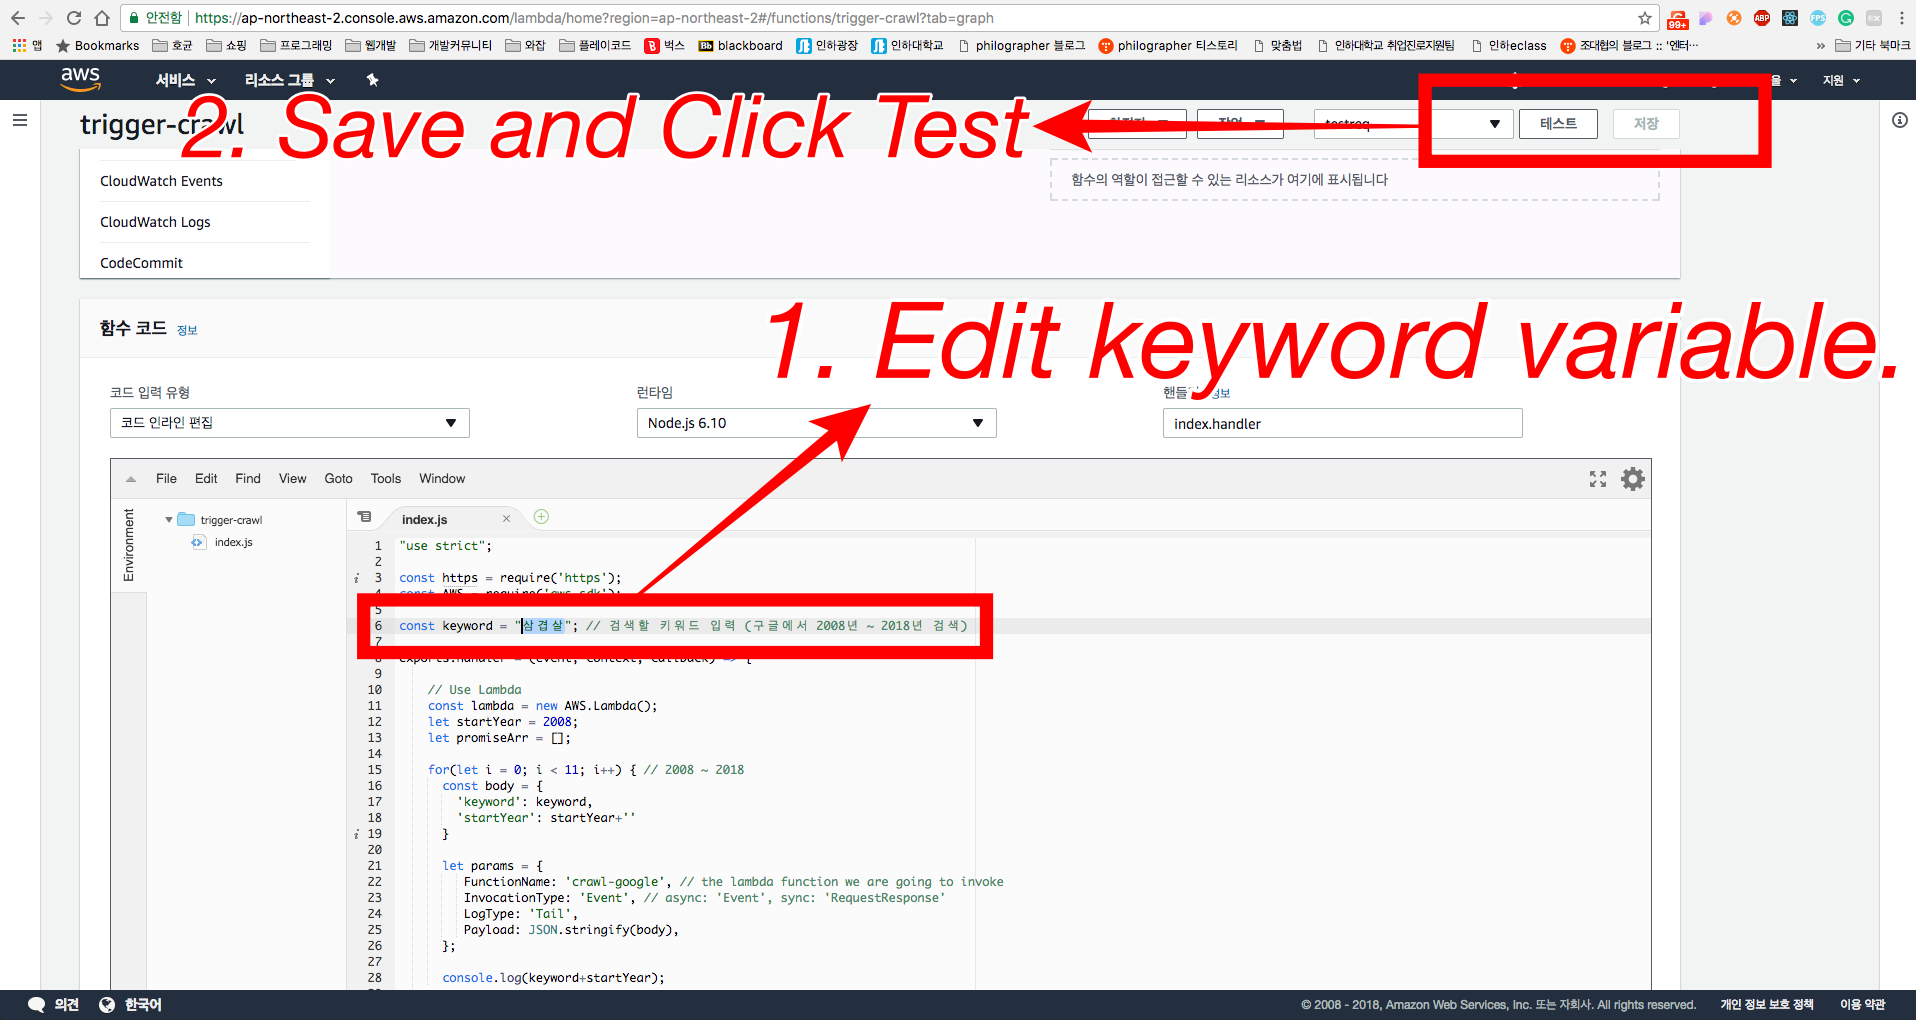 안전함 https://ap-northeast-2.console.aws.amazon.com/lambda/home?region=ap-northeast-2#/functions/trigger-crawl?tab=graph
99+ ABP FPS
앱 Bookmarks 호균 쇼핑 프로그래밍 웹개발 개발커뮤니티 와잡 플레이코드 벅스 Bb blackboard 인하광장 인하대학교 philographer 블로그 philographer 티스토리 맞춤법 인하대학교 취업진로지원팀 인하eclass 조대협의 블로그 :: '엔터… » 기타 북마크
aws 서비스 리소스 그룹 지원
trigger-crawl
2. Save and Click Test
테스트 저장
CloudWatch Events
함수의 역할이 접근할 수 있는 리소스가 여기에 표시됩니다
CloudWatch Logs
CodeCommit
함수 코드 정보
1. Edit keyword variable.
코드 입력 유형 런타임 정보
코드 인라인 편집 Node.js 6.10 index.handler
File Edit Find View Goto Tools Window
Environment
trigger-crawl
index.js
index.js
1 "use strict";
2
3 const https = require('https');
4 const AWS = require('aws-sdk');
5
6 const keyword = "삼겹살"; // 검색할 키워드 입력 (구글에서 2008년 ~ 2018년 검색)
7
8 exports.handler = (event, context, callback) => {
9
10 // Use Lambda
11 const lambda = new AWS.Lambda();
12 let startYear = 2008;
13 let promiseArr = [];
14
15 for(let i = 0; i < 11; i++) { // 2008 ~ 2018
16 const body = {
17 'keyword': keyword,
18 'startYear': startYear+''
19 }
20
21 let params = {
22 FunctionName: 'crawl-google', // the lambda function we are going to invoke
23 InvocationType: 'Event', // async: 'Event', sync: 'RequestResponse'
24 LogType: 'Tail',
25 Payload: JSON.stringify(body),
26 };
27
28 console.log(keyword+startYear);
의견 한국어 © 2008 - 2018, Amazon Web Services, Inc. 또는 자회사. All rights reserved. 개인 정보 보호 정책 이용 약관